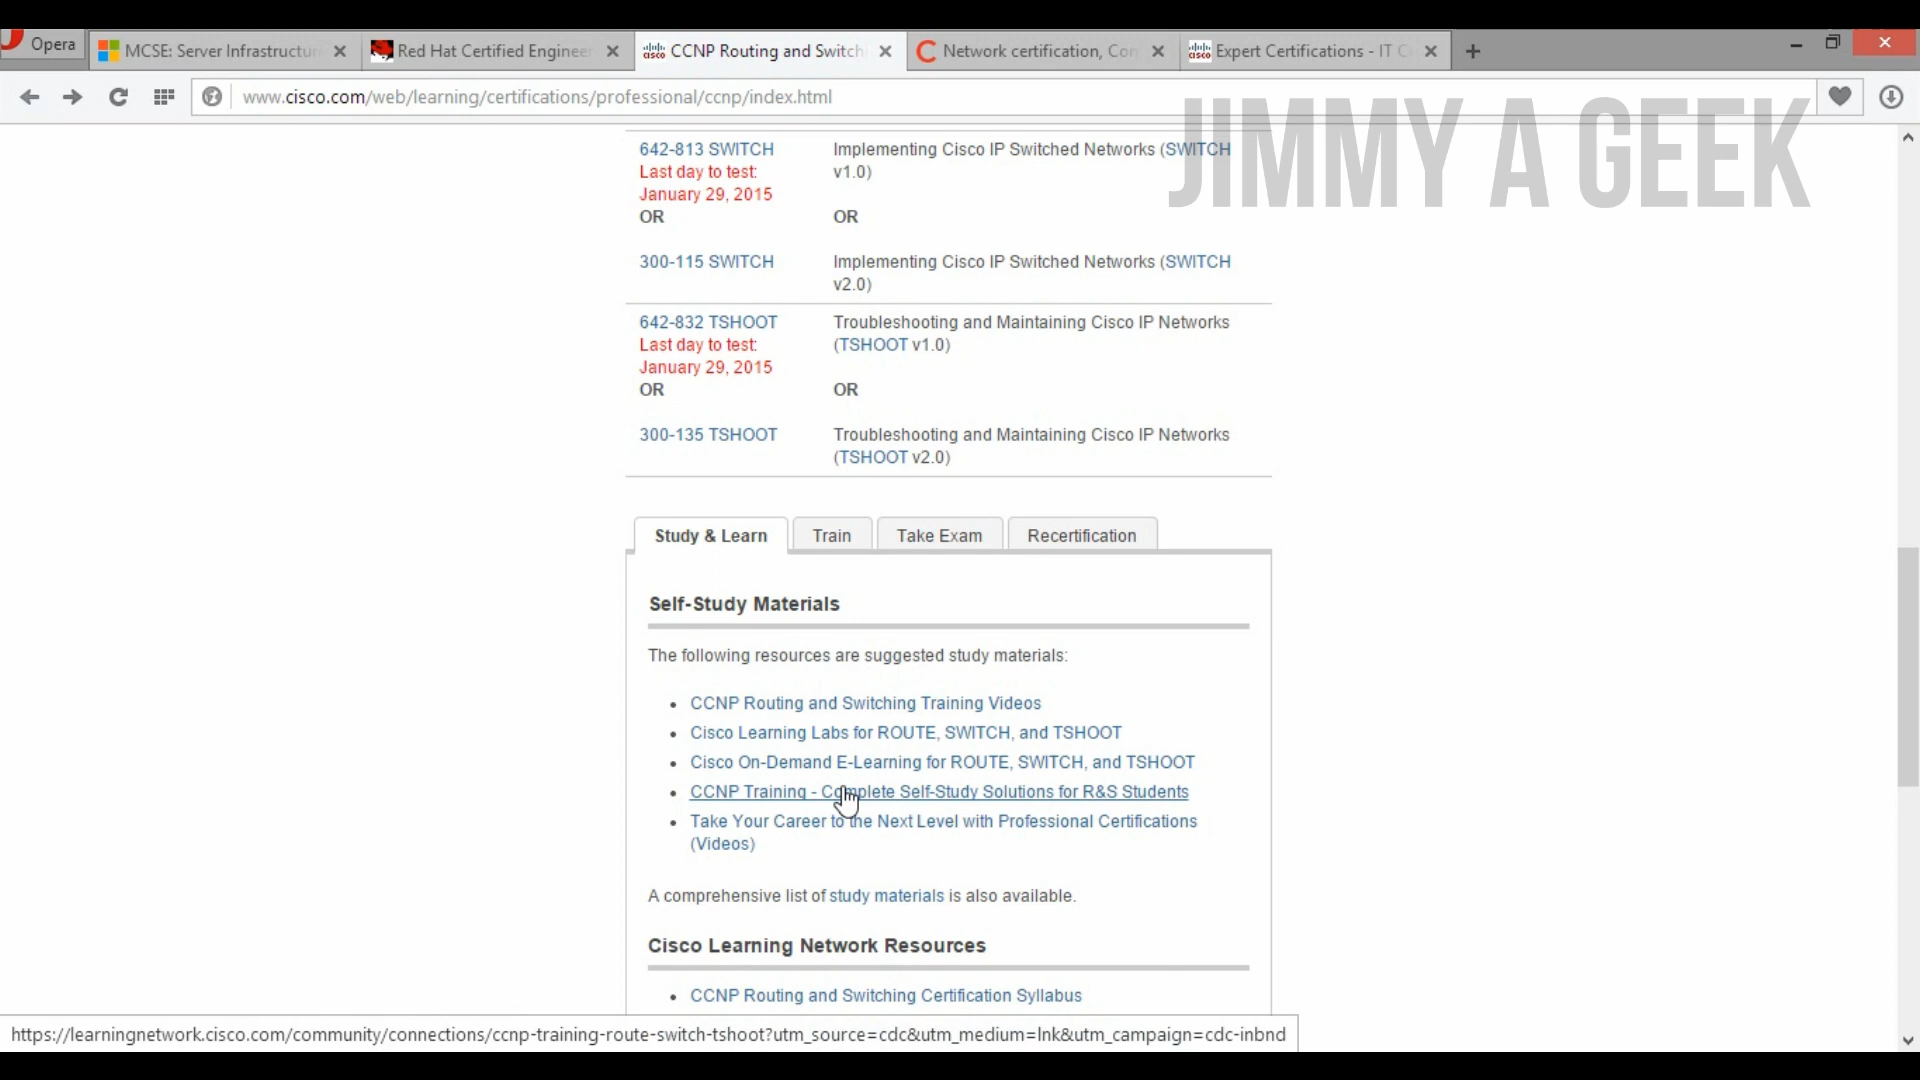 Opera
MCSE: Server Infrastructur
Red Hat Certified Enginee
CCNP Routing and Switch
Network certification, Co
Expert Certifications - IT C
www.cisco.com/web/learning/certifications/professional/ccnp/index.html
JIMMY A GEEK
642-813 SWITCH
Last day to test:
January 29, 2015
OR
Implementing Cisco IP Switched Networks (SWITCH
v1.0)
OR
300-115 SWITCH
Implementing Cisco IP Switched Networks (SWITCH
v2.0)
642-832 TSHOOT
Last day to test:
January 29, 2015
OR
Troubleshooting and Maintaining Cisco IP Networks
(TSHOOT v1.0)
OR
300-135 TSHOOT
Troubleshooting and Maintaining Cisco IP Networks
(TSHOOT v2.0)
Study & Learn
Train
Take Exam
Recertification
Self-Study Materials
The following resources are suggested study materials:
CCNP Routing and Switching Training Videos
Cisco Learning Labs for ROUTE, SWITCH, and TSHOOT
Cisco On-Demand E-Learning for ROUTE, SWITCH, and TSHOOT
CCNP Training - Complete Self-Study Solutions for R&S Students
Take Your Career to the Next Level with Professional Certifications
(Videos)
A comprehensive list of study materials is also available.
Cisco Learning Network Resources
CCNP Routing and Switching Certification Syllabus
https://learningnetwork.cisco.com/community/connections/ccnp-training-route-switch-tshoot?utm_source=cdc&utm_medium=lnk&utm_campaign=cdc-inbnd